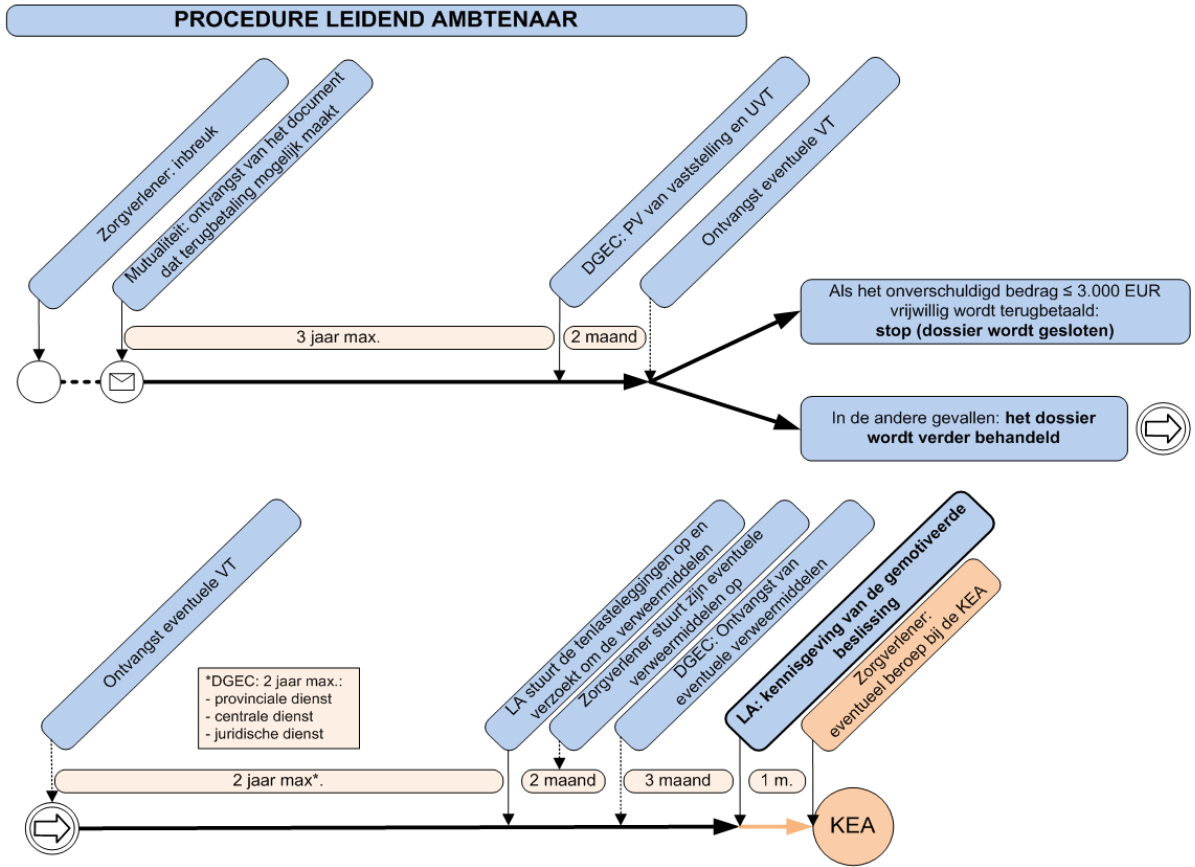 PROCEDURE LEIDEND AMBTENAAR
Zorgverlener: inbreuk
Mutualiteit: ontvangst van het document
dat terugbetaling mogelijk maakt
DGEC: PV van vaststelling en UVT
Ontvangst eventuele VT
3 jaar max.
2 maand
Als het onverschuldigd bedrag ≤ 3.000 EUR
vrijwillig wordt terugbetaald:
stop (dossier wordt gesloten)
In de andere gevallen: het dossier
wordt verder behandeld
Ontvangst eventuele VT
*DGEC: 2 jaar max.:
- provinciale dienst
- centrale dienst
- juridische dienst
LA stuurt de tenlasteleggingen op en
verzoekt om de verweermiddelen
Zorgverlener stuurt zijn eventuele
verweermiddelen op
DGEC: Ontvangst van
eventuele verweermiddelen
LA: kennisgeving van de gemotiveerde
beslissing
Zorgverlener:
eventueel beroep bij de KEA
2 jaar max*.
2 maand
3 maand
1 m.
KEA